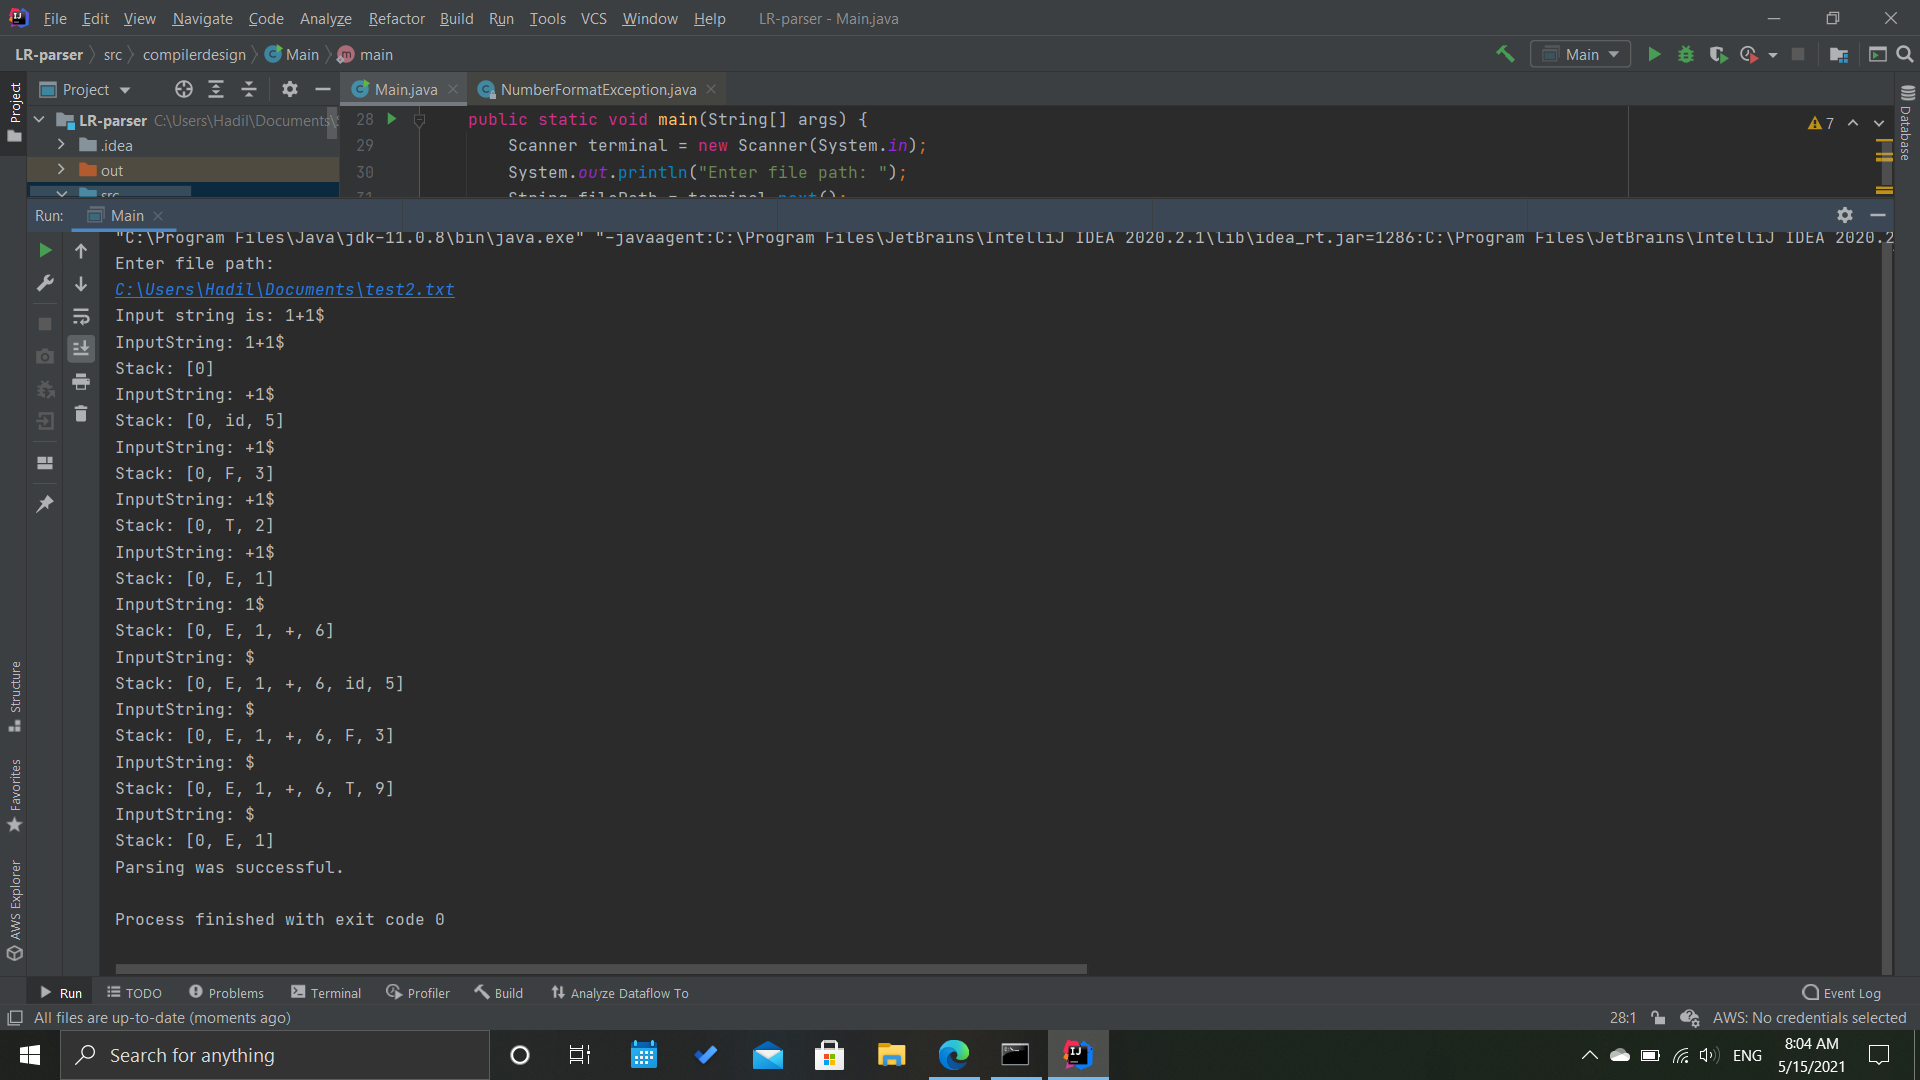 File Edit View Navigate Code Analyze Refactor Build Run Tools VCS Window Help LR-parser - Main.java
LR-parser src compilerdesign Main main
Main
Project
Main.java
NumberFormatException.java
Project
LR-parser C:\Users\Hadil\Documents\
.idea
out
src
28 public static void main(String[] args) {
29 Scanner terminal = new Scanner(System.in);
30 System.out.println("Enter file path: ");
31 String filePath = terminal.next();
7
Database
Run: Main
"C:\Program Files\Java\jdk-11.0.8\bin\java.exe" "-javaagent:C:\Program Files\JetBrains\IntelliJ IDEA 2020.2.1\lib\idea_rt.jar=1286:C:\Program Files\JetBrains\IntelliJ IDEA 2020.2
Enter file path:
C:\Users\Hadil\Documents\test2.txt
Input string is: 1+1$
InputString: 1+1$
Stack: [0]
InputString: +1$
Stack: [0, id, 5]
InputString: +1$
Stack: [0, F, 3]
InputString: +1$
Stack: [0, T, 2]
InputString: +1$
Stack: [0, E, 1]
InputString: 1$
Stack: [0, E, 1, +, 6]
InputString: $
Stack: [0, E, 1, +, 6, id, 5]
InputString: $
Stack: [0, E, 1, +, 6, F, 3]
InputString: $
Stack: [0, E, 1, +, 6, T, 9]
InputString: $
Stack: [0, E, 1]
Parsing was successful.
Process finished with exit code 0
Structure
Favorites
AWS Explorer
Run TODO Problems Terminal Profiler Build Analyze Dataflow To Event Log
All files are up-to-date (moments ago) 28:1 AWS: No credentials selected
Search for anything
ENG
8:04 AM
5/15/2021